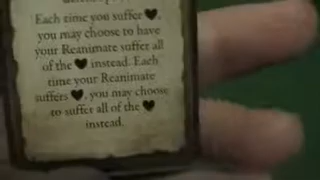 Each time you suffer ♥,
you may choose to have
your Reanimate suffer all
of the ♥ instead. Each
time your Reanimate
suffers ♥, you may choose
to suffer all of the ♥
instead.